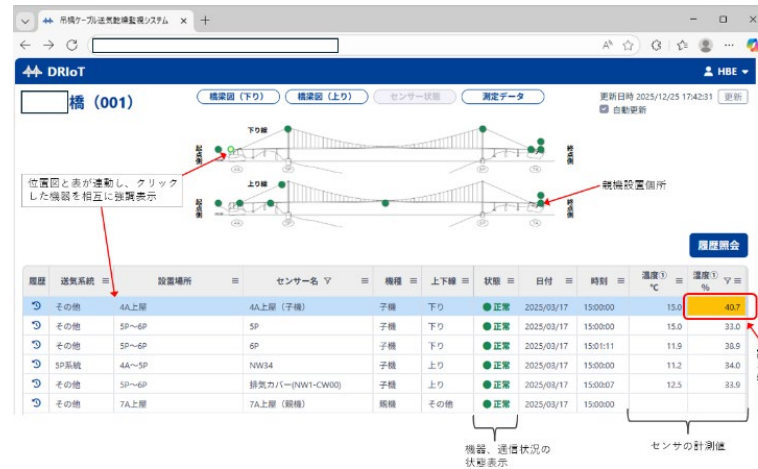 吊橋ケーブル送気乾燥監視システム
DRIoT
HBE
橋（001）
橋梁図（下り）
橋梁図（上り）
センサー状態
測定データ
更新日時 2025/12/25 17:42:31
更新
自動更新
下り線
起点側
終点側
位置図と表が連動し、クリック
した機器を相互に強調表示
上り線
起点側
終点側
親機設置個所
履歴照会
履歴 送気系統 設置場所 センサー名 機種 上下線 状態 日付 時刻 温度① ℃ 湿度① %
その他 4A上屋 4A上屋（子機） 子機 下り 正常 2025/03/17 15:00:00 15.0 40.7
その他 5P～6P 5P 子機 下り 正常 2025/03/17 15:00:00 15.0 33.0
その他 5P～6P 6P 子機 下り 正常 2025/03/17 15:01:11 11.9 38.9
5P系統 4A～5P NW34 子機 上り 正常 2025/03/17 15:00:00 11.2 34.0
その他 5P～6P 排気カバー(NW1-CW00) 子機 上り 正常 2025/03/17 15:00:07 12.5 33.9
その他 7A上屋 7A上屋（親機） 親機 その他 正常 2025/03/17 15:00:00
機器、通信状況の
状態表示
センサの計測値